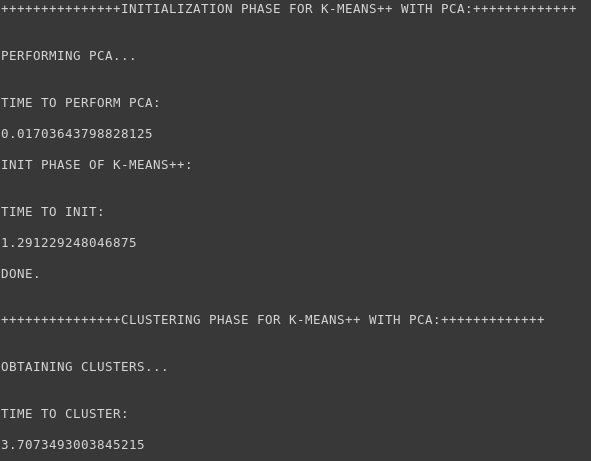 +++++++++++++++INITIALIZATION PHASE FOR K-MEANS++ WITH PCA:+++++++++++++
PERFORMING PCA...
TIME TO PERFORM PCA:
0.01703643798828125
INIT PHASE OF K-MEANS++:
TIME TO INIT:
1.291229248046875
DONE.
+++++++++++++++CLUSTERING PHASE FOR K-MEANS++ WITH PCA:+++++++++++++
OBTAINING CLUSTERS...
TIME TO CLUSTER:
3.7073493003845215